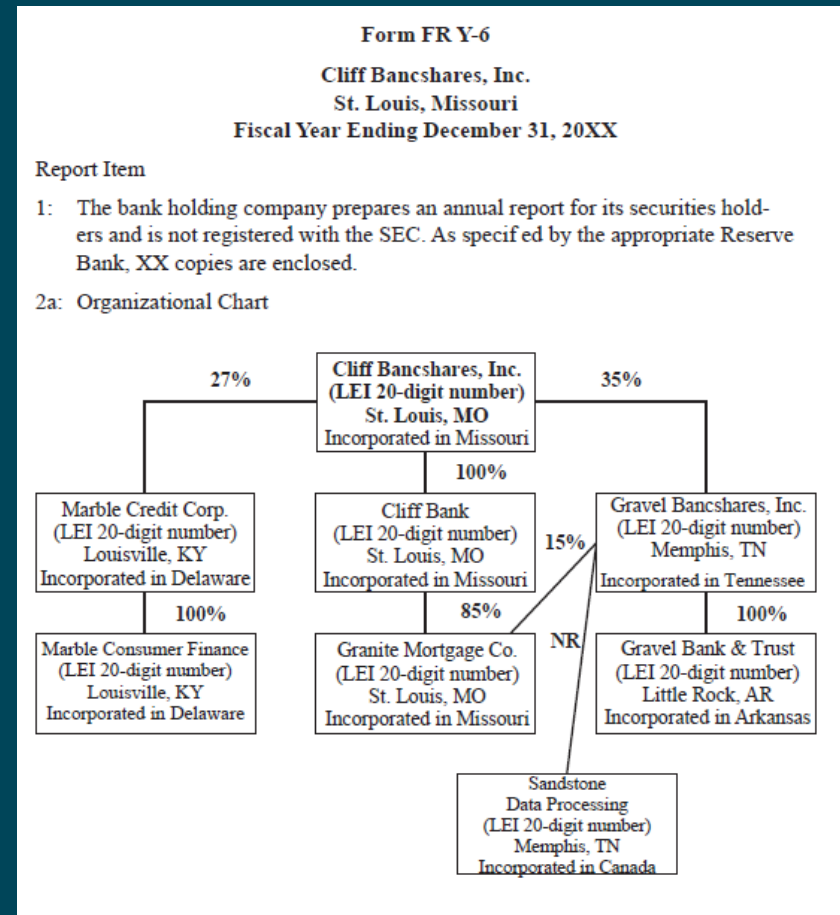 Form FR Y-6
Cliff Bancshares, Inc.
St. Louis, Missouri
Fiscal Year Ending December 31, 20XX
Report Item
1: The bank holding company prepares an annual report for its securities hold-
ers and is not registered with the SEC. As specif ed by the appropriate Reserve
Bank, XX copies are enclosed.
2a: Organizational Chart
27%
Cliff Bancshares, Inc.
(LEI 20-digit number)
St. Louis, MO
Incorporated in Missouri
35%
100%
Marble Credit Corp.
(LEI 20-digit number)
Louisville, KY
Incorporated in Delaware
Cliff Bank
(LEI 20-digit number)
St. Louis, MO
Incorporated in Missouri
15%
Gravel Bancshares, Inc.
(LEI 20-digit number)
Memphis, TN
Incorporated in Tennessee
100%
85%
100%
Marble Consumer Finance
(LEI 20-digit number)
Louisville, KY
Incorporated in Delaware
Granite Mortgage Co.
(LEI 20-digit number)
St. Louis, MO
Incorporated in Missouri
NR
Gravel Bank & Trust
(LEI 20-digit number)
Little Rock, AR
Incorporated in Arkansas
Sandstone
Data Processing
(LEI 20-digit number)
Memphis, TN
Incorporated in Canada